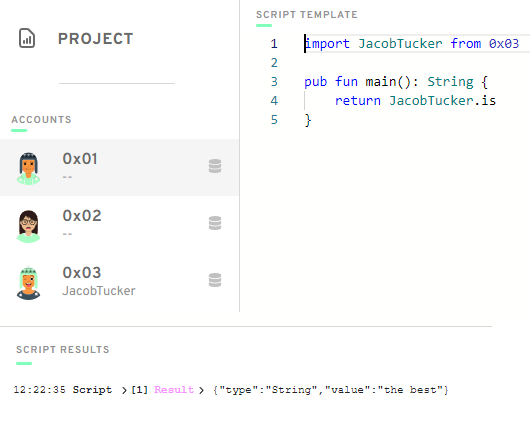 PROJECT
ACCOUNTS
0x01
--
0x02
--
0x03
JacobTucker
SCRIPT TEMPLATE
1 import JacobTucker from 0x03
2
3 pub fun main(): String {
4 return JacobTucker.is
5 }
SCRIPT RESULTS
12:22:35 Script >[1] Result > {"type":"String","value":"the best"}